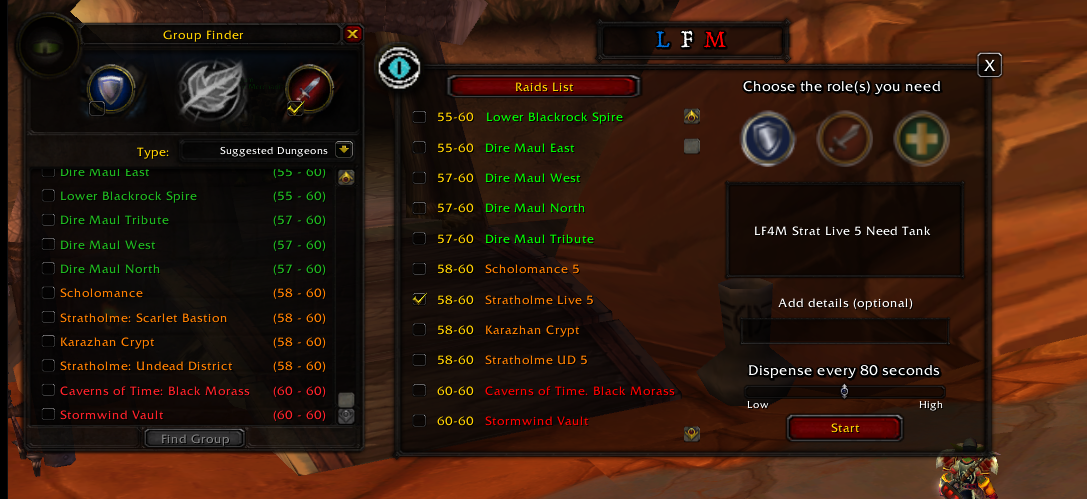 Group Finder
Type: Suggested Dungeons
Dire Maul East (55 - 60)
Lower Blackrock Spire (55 - 60)
Dire Maul Tribute (57 - 60)
Dire Maul West (57 - 60)
Dire Maul North (57 - 60)
Scholomance (58 - 60)
Stratholme: Scarlet Bastion (58 - 60)
Karazhan Crypt (58 - 60)
Stratholme: Undead District (58 - 60)
Caverns of Time: Black Morass (60 - 60)
Stormwind Vault (60 - 60)
Find Group
L F M
X
Raids List
55-60 Lower Blackrock Spire
55-60 Dire Maul East
57-60 Dire Maul West
57-60 Dire Maul North
57-60 Dire Maul Tribute
58-60 Scholomance 5
58-60 Stratholme Live 5
58-60 Karazhan Crypt
58-60 Stratholme UD 5
60-60 Caverns of Time. Black Morass
60-60 Stormwind Vault
Choose the role(s) you need
LF4M Strat Live 5 Need Tank
Add details (optional)
Dispense every 80 seconds
Low High
Start